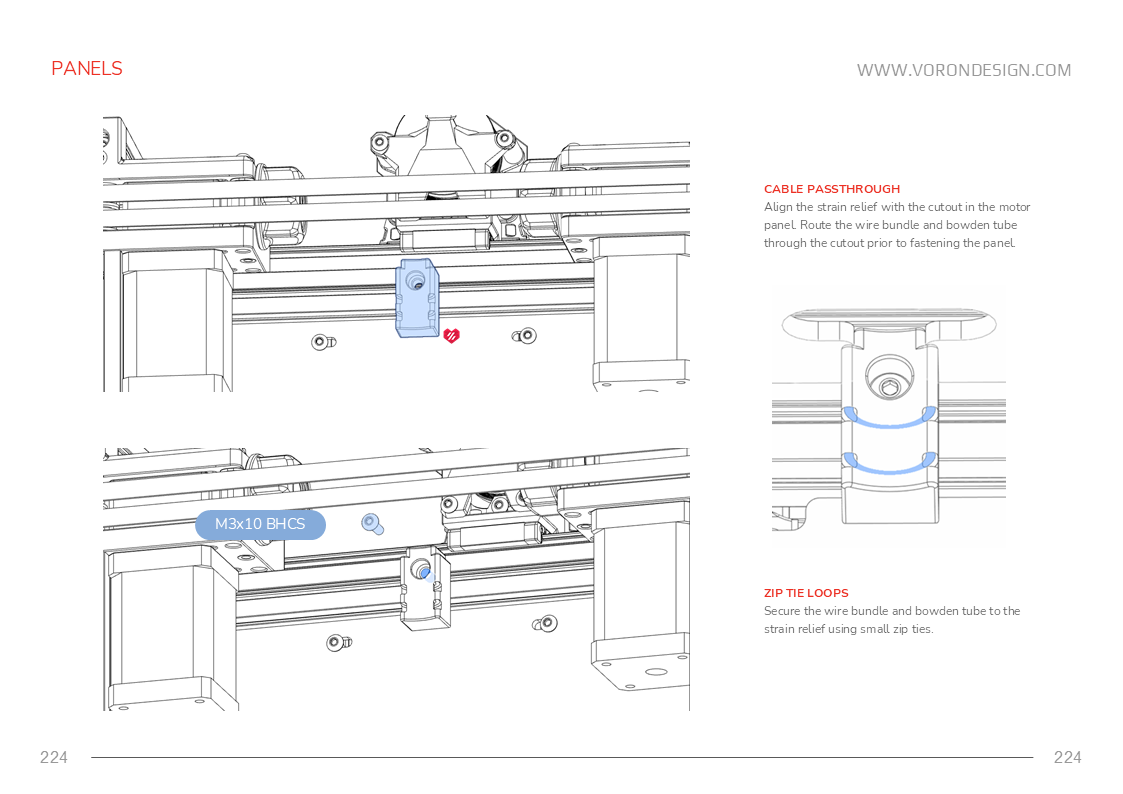 PANELS
WWW.VORONDESIGN.COM
CABLE PASSTHROUGH
Align the strain relief with the cutout in the motor
panel. Route the wire bundle and bowden tube
through the cutout prior to fastening the panel.
M3x10 BHCS
ZIP TIE LOOPS
Secure the wire bundle and bowden tube to the
strain relief using small zip ties.
224
224